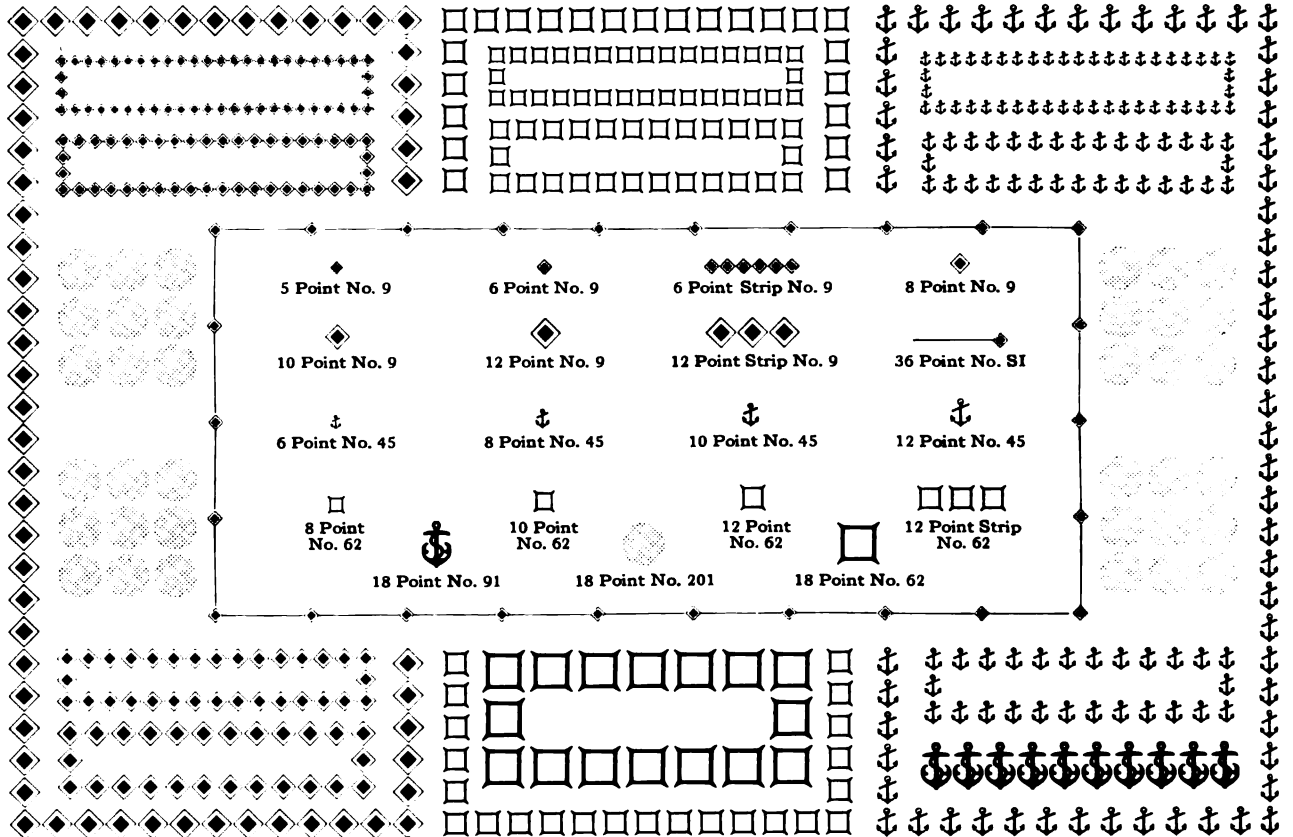 5 Point No. 9
6 Point No. 9
6 Point Strip No. 9
8 Point No. 9
10 Point No. 9
12 Point No. 9
12 Point Strip No. 9
36 Point No. SI
6 Point No. 45
8 Point No. 45
10 Point No. 45
12 Point No. 45
8 Point
No. 62
10 Point
No. 62
12 Point
No. 62
12 Point Strip
No. 62
18 Point No. 91
18 Point No. 201
18 Point No. 62